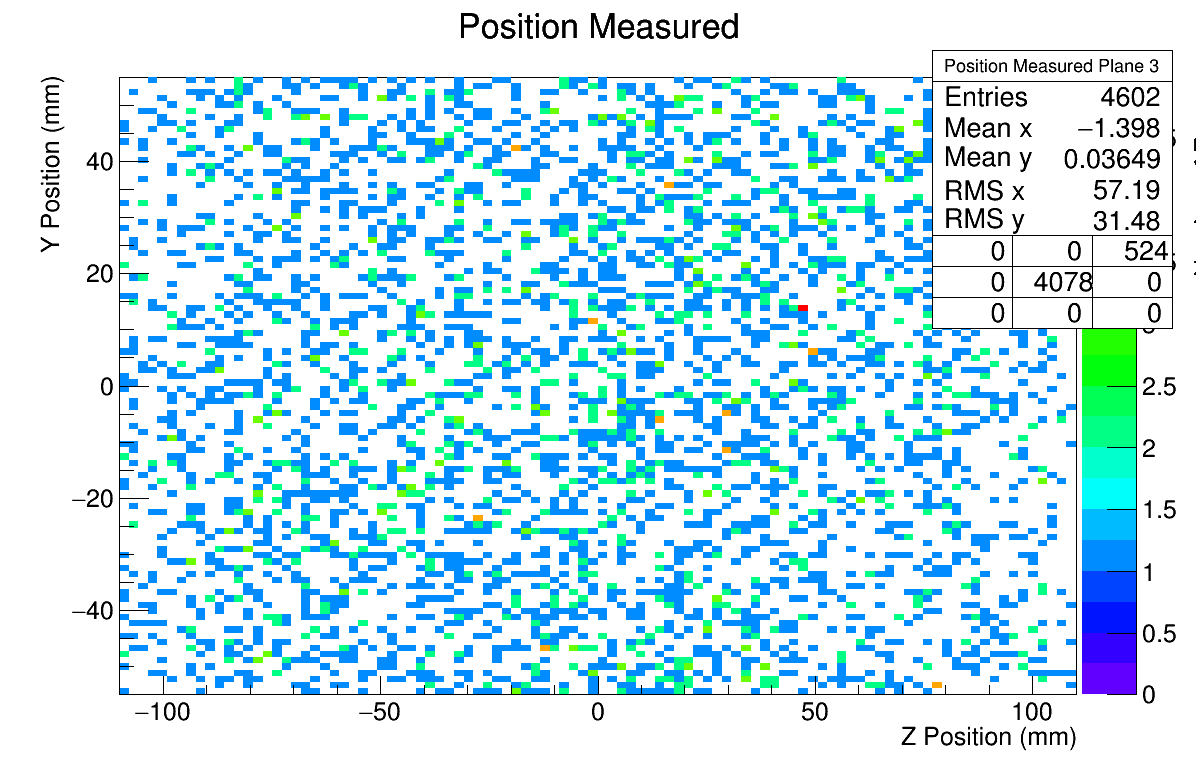 Position Measured
Position Measured Plane 3
Entries 4602
Mean x −1.398
Mean y 0.03649
RMS x 57.19
RMS y 31.48
0 0 524
0 4078 0
0 0 0
Y Position (mm)
40
20
0
−20
−40
−100 −50 0 50 100
Z Position (mm)
2.5
2
1.5
1
0.5
0